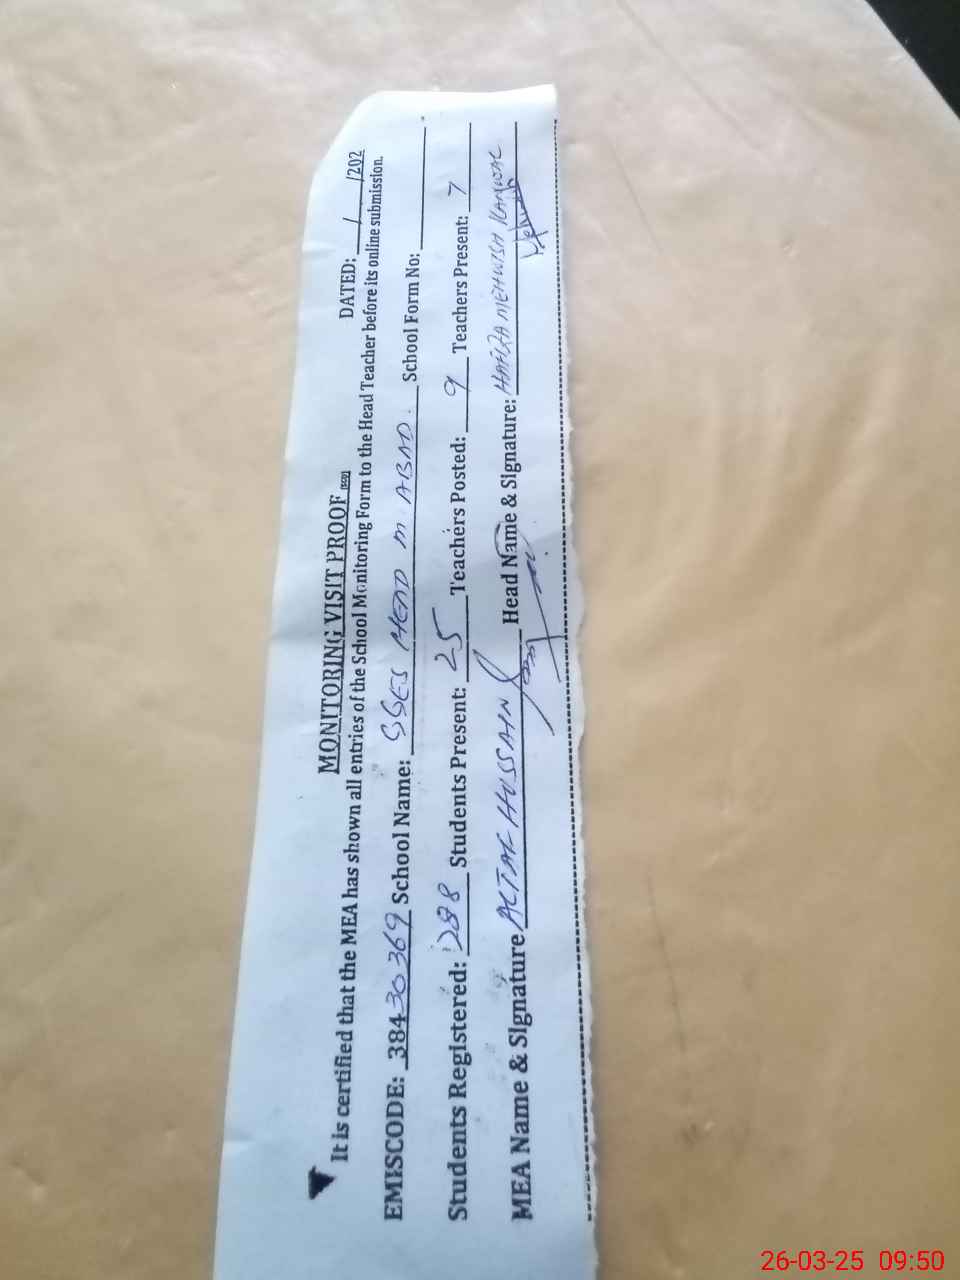 MONITORING VISIT PROOF
DATED: / /202
It is certified that the MEA has shown all entries of the School Monitoring Form to the Head Teacher before its online submission.
EMISCODE: 38430369 School Name: GGES HEAD M. ABAD. School Form No:
Students Registered: 288 Students Present: 25 Teachers Posted: 9 Teachers Present: 7
MEA Name & Signature ALTAF HUSSAIN Head Name & Signature: HAFIZA MEHWISH KANWAL
26-03-25 09:50